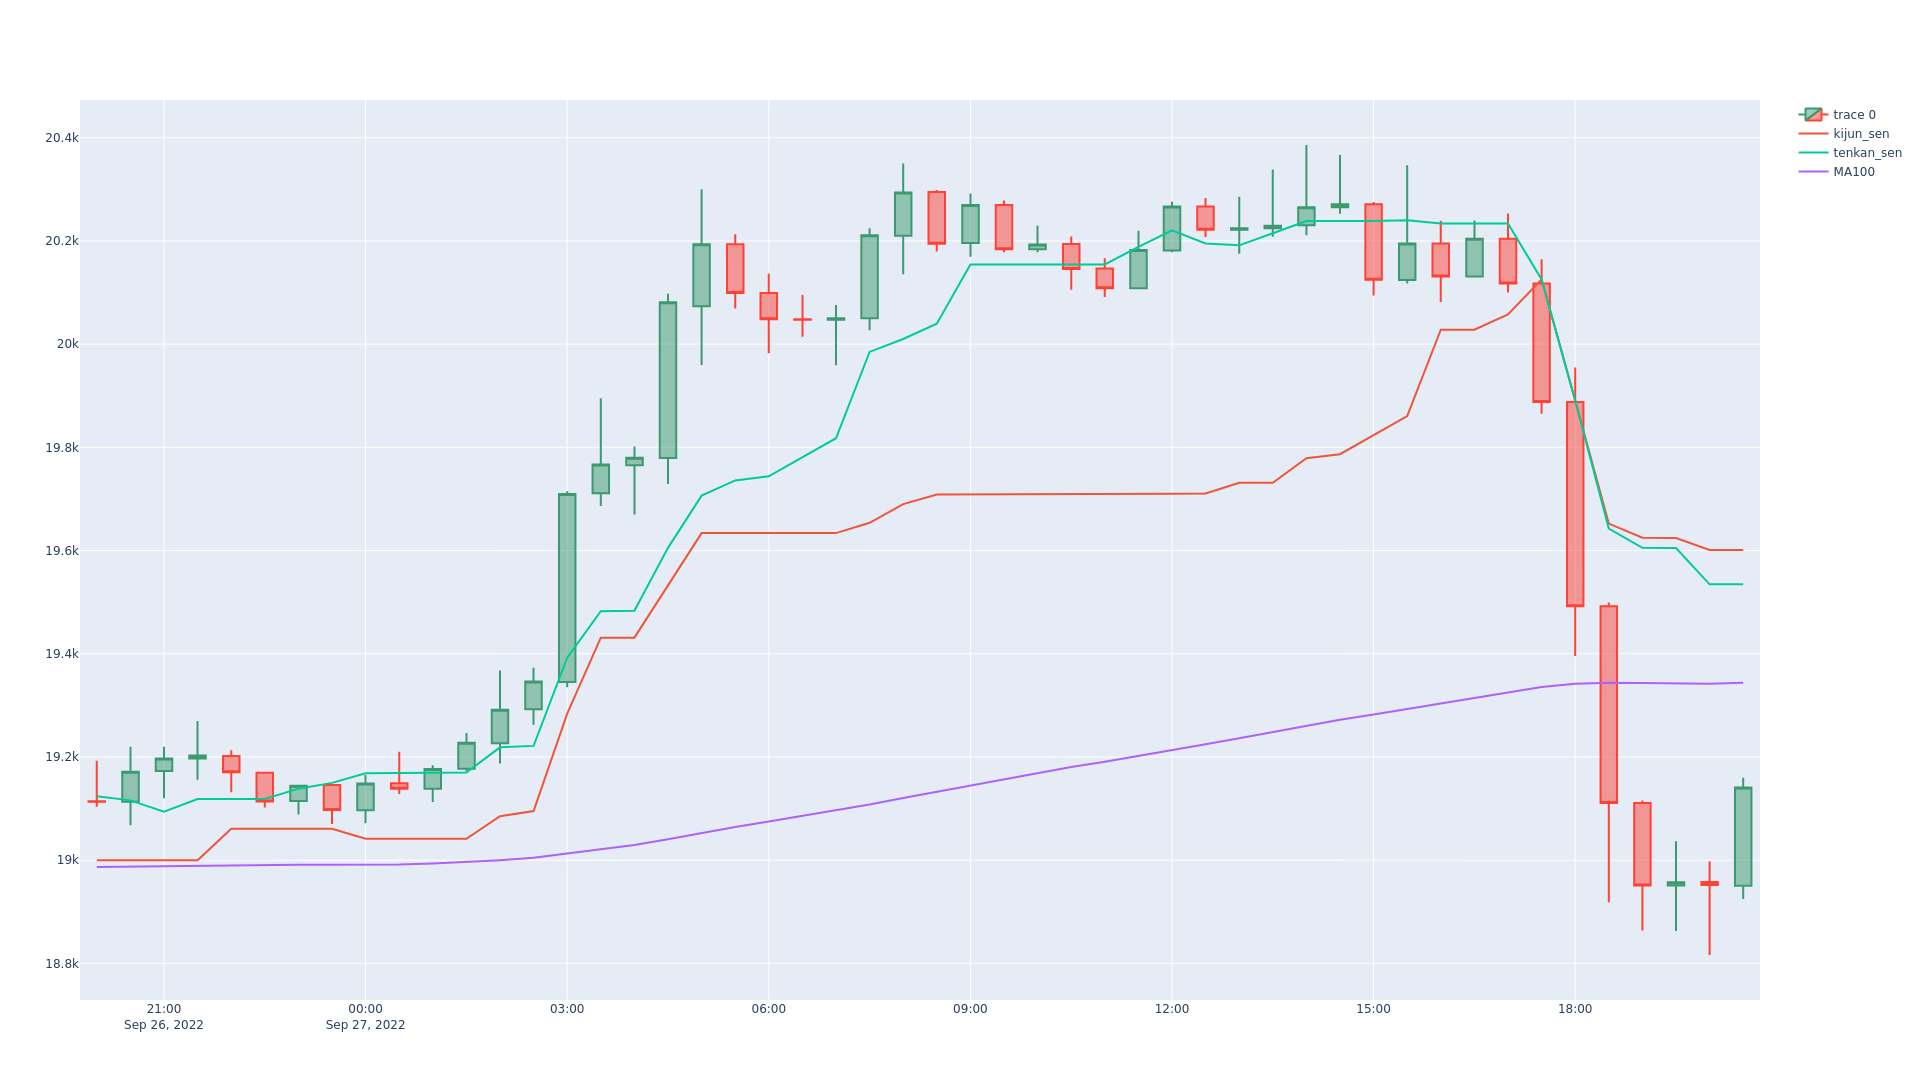 20.4k
20.2k
20k
19.8k
19.6k
19.4k
19.2k
19k
18.8k
21:00
Sep 26, 2022
00:00
Sep 27, 2022
03:00
06:00
09:00
12:00
15:00
18:00
trace 0
kijun_sen
tenkan_sen
MA100